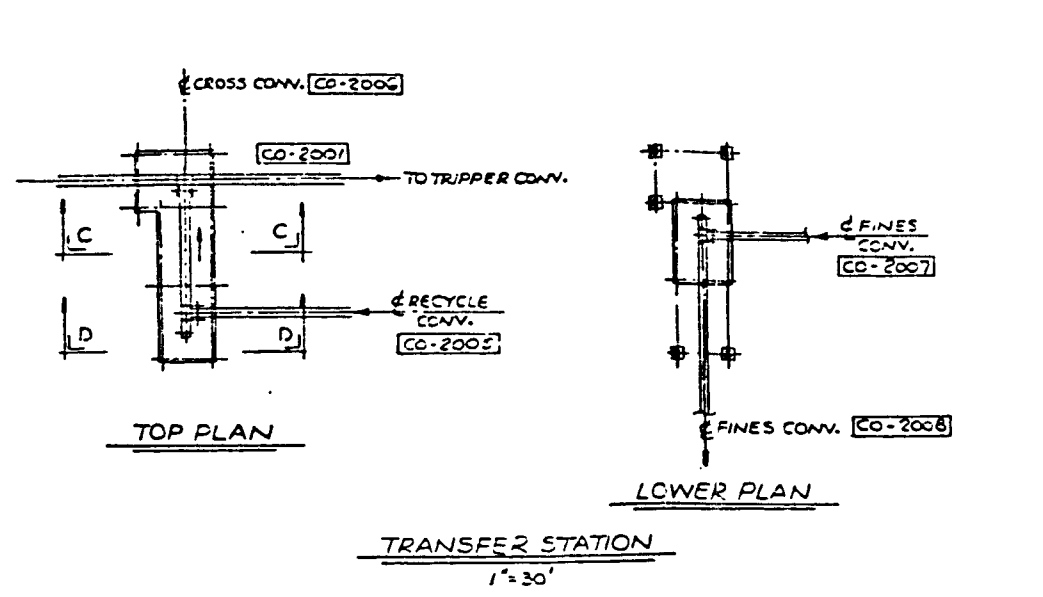 ℄ CROSS CONV. CO-2006
CO-2001
TO TRIPPER CONV.
C C
℄ RECYCLE
CONV.
CO-2005
D D
TOP PLAN
℄ FINES
CONV.
CO-2007
℄ FINES CONV. CO-2008
LOWER PLAN
TRANSFER STATION
1"=30'